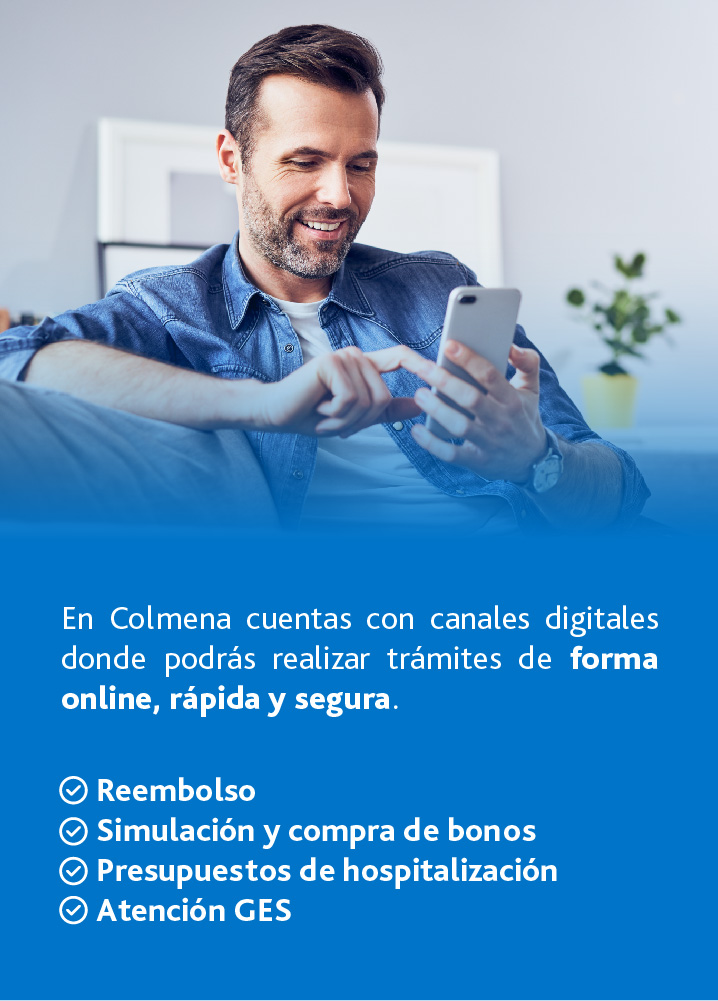 En Colmena cuentas con canales digitales
donde podrás realizar trámites de forma
online, rápida y segura.
Reembolso
Simulación y compra de bonos
Presupuestos de hospitalización
Atención GES